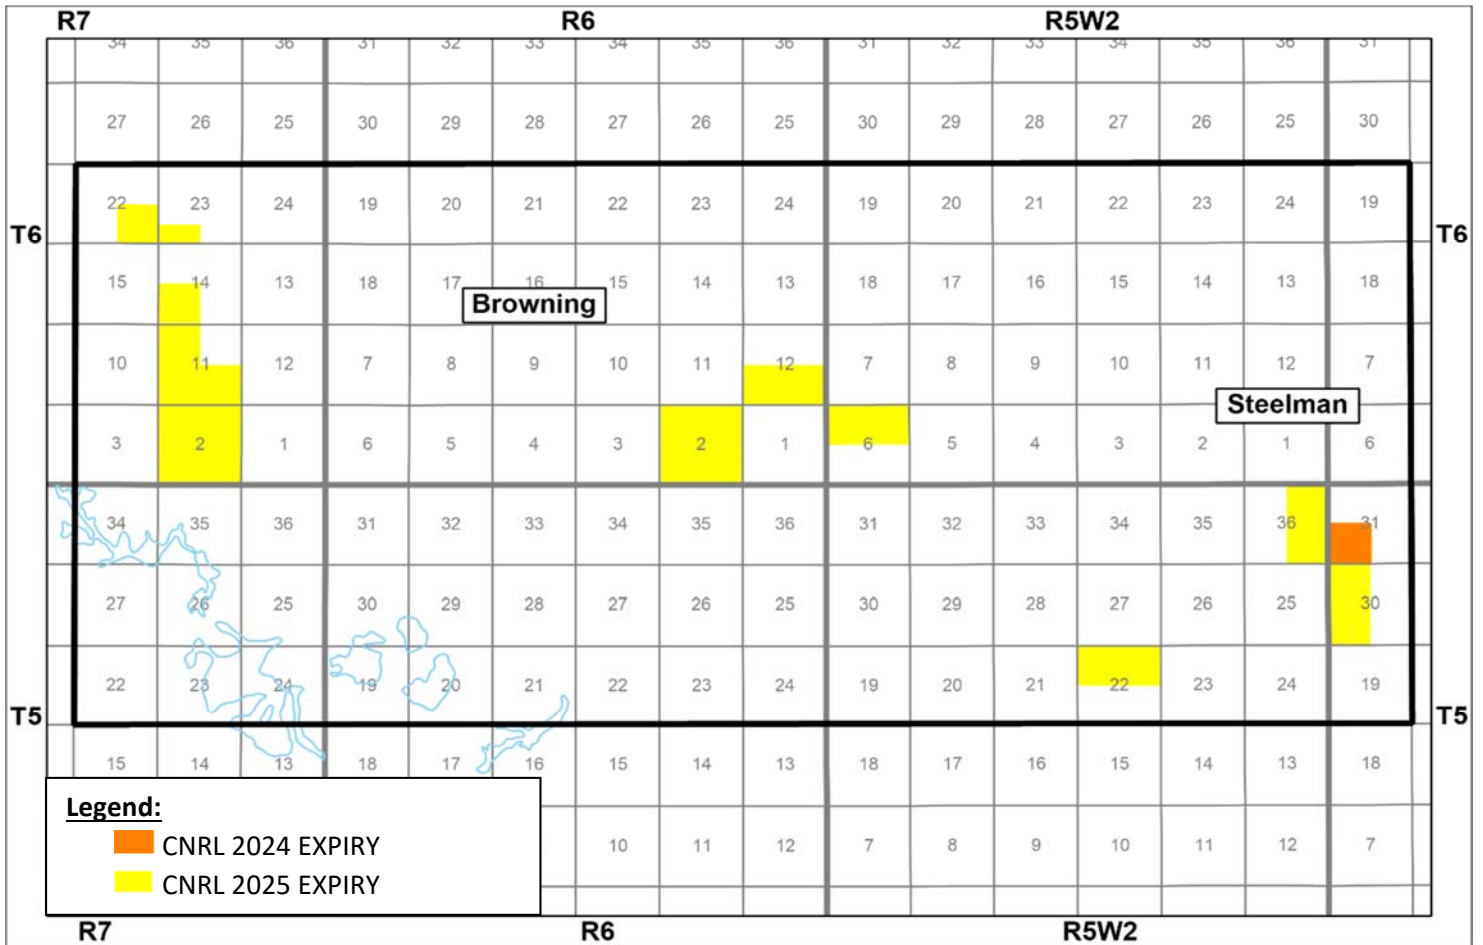 R7 R6 R5W2
34 35 36 31 32 33 34 35 36 31 32 33 34 35 36 31
27 26 25 30 29 28 27 26 25 30 29 28 27 26 25 30
22 23 24 19 20 21 22 23 24 19 20 21 22 23 24 19
T6 T6
15 14 13 18 17 16 15 14 13 18 17 16 15 14 13 18
Browning
10 11 12 7 8 9 10 11 12 7 8 9 10 11 12 7
Steelman
3 2 1 6 5 4 3 2 1 6 5 4 3 2 1 6
34 35 36 31 32 33 34 35 36 31 32 33 34 35 36 31
27 26 25 30 29 28 27 26 25 30 29 28 27 26 25 30
22 23 24 19 20 21 22 23 24 19 20 21 22 23 24 19
T5 T5
15 14 13 18 17 16 15 14 13 18 17 16 15 14 13 18
Legend:
CNRL 2024 EXPIRY
10 11 12 7 8 9 10 11 12 7
CNRL 2025 EXPIRY
R7 R6 R5W2